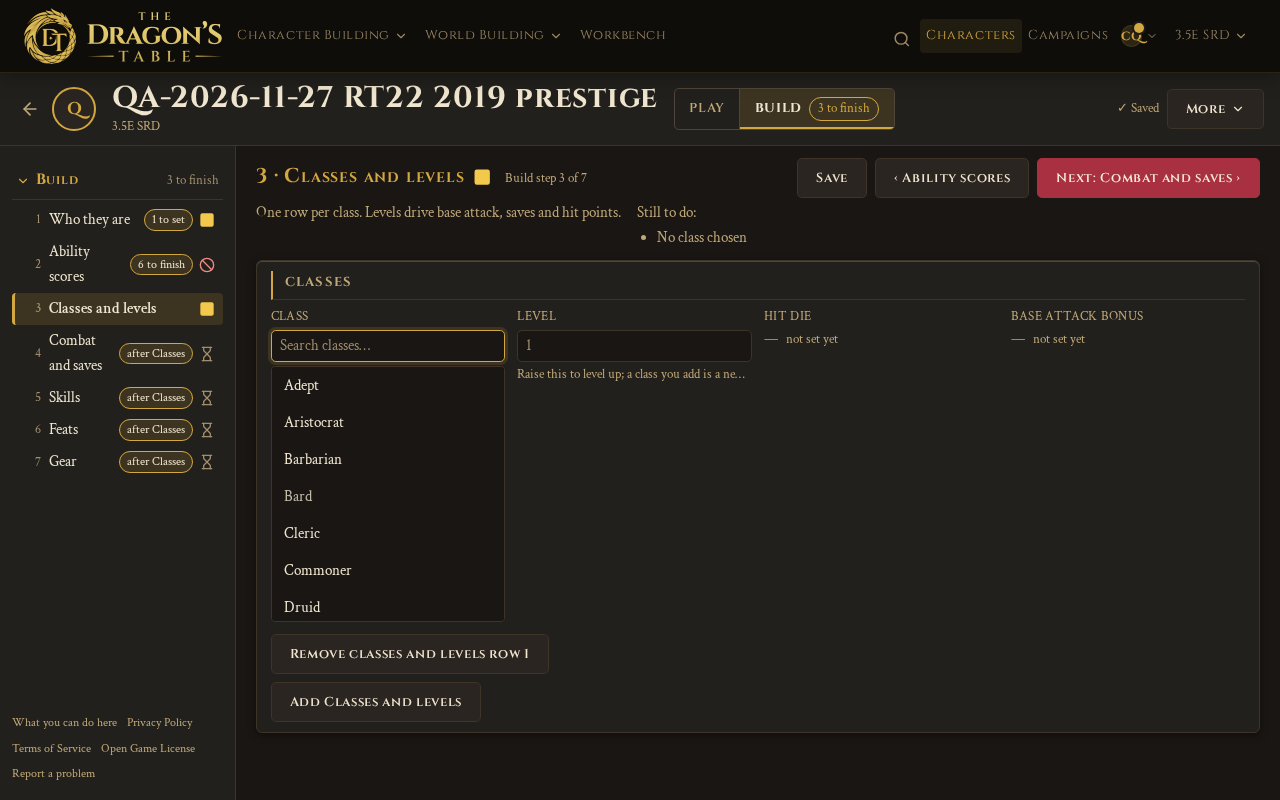 THE
DRAGON'S
TABLE
DT
CHARACTER BUILDING
WORLD BUILDING
WORKBENCH
CHARACTERS
CAMPAIGNS
CQ
3.5E SRD
Q
QA-2026-11-27 RT22 2019 PRESTIGE
3.5E SRD
PLAY
BUILD 3 to finish
✓ Saved
MORE
BUILD 3 to finish
1 Who they are 1 to set
2 Ability scores 6 to finish
3 Classes and levels
4 Combat and saves after Classes
5 Skills after Classes
6 Feats after Classes
7 Gear after Classes
What you can do here Privacy Policy
Terms of Service Open Game License
Report a problem
3 · CLASSES AND LEVELS Build step 3 of 7
SAVE
‹ ABILITY SCORES
NEXT: COMBAT AND SAVES ›
One row per class. Levels drive base attack, saves and hit points.
Still to do:
• No class chosen
CLASSES
CLASS LEVEL HIT DIE BASE ATTACK BONUS
Search classes... 1 — not set yet — not set yet
Raise this to level up; a class you add is a ne...
Adept
Aristocrat
Barbarian
Bard
Cleric
Commoner
Druid
REMOVE CLASSES AND LEVELS ROW 1
ADD CLASSES AND LEVELS